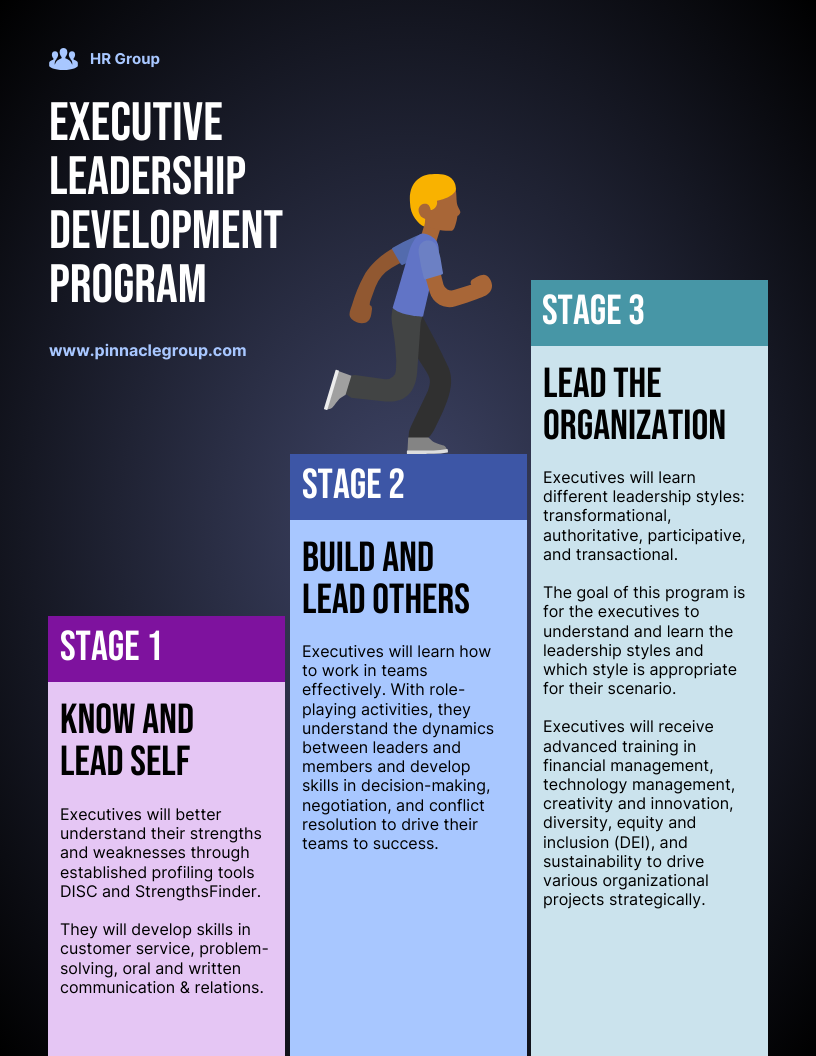 HR Group
EXECUTIVE
LEADERSHIP
DEVELOPMENT
PROGRAM
www.pinnaclegroup.com
STAGE 1
KNOW AND
LEAD SELF
Executives will better
understand their strengths
and weaknesses through
established profiling tools
DISC and StrengthsFinder.
They will develop skills in
customer service, problem-
solving, oral and written
communication & relations.
STAGE 2
BUILD AND
LEAD OTHERS
Executives will learn how
to work in teams
effectively. With role-
playing activities, they
understand the dynamics
between leaders and
members and develop
skills in decision-making,
negotiation, and conflict
resolution to drive their
teams to success.
STAGE 3
LEAD THE
ORGANIZATION
Executives will learn
different leadership styles:
transformational,
authoritative, participative,
and transactional.
The goal of this program is
for the executives to
understand and learn the
leadership styles and
which style is appropriate
for their scenario.
Executives will receive
advanced training in
financial management,
technology management,
creativity and innovation,
diversity, equity and
inclusion (DEI), and
sustainability to drive
various organizational
projects strategically.